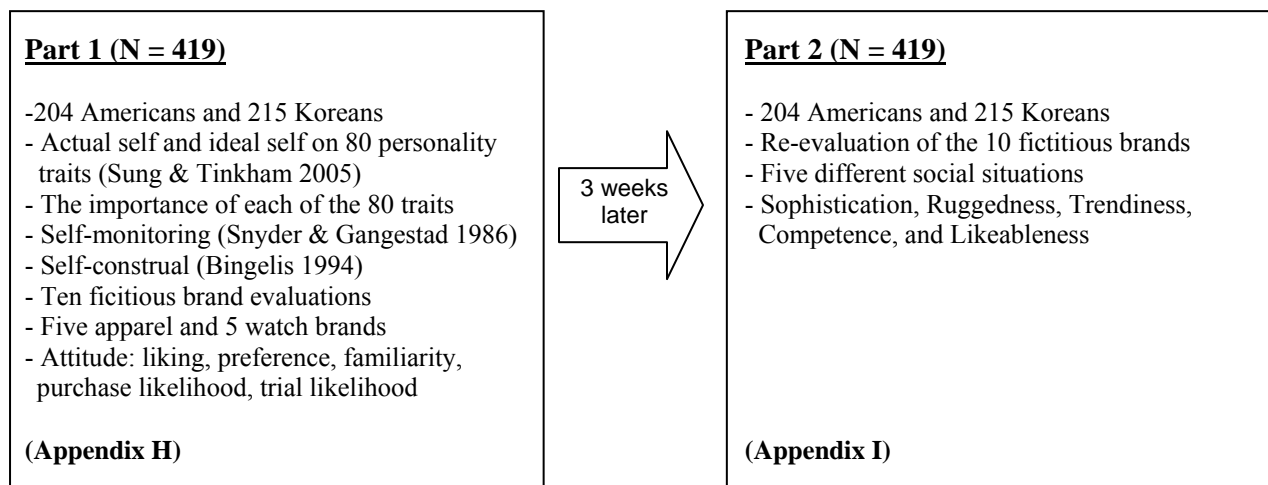 Part 1 (N = 419)
-204 Americans and 215 Koreans
- Actual self and ideal self on 80 personality
traits (Sung & Tinkham 2005)
- The importance of each of the 80 traits
- Self-monitoring (Snyder & Gangestad 1986)
- Self-construal (Bingelis 1994)
- Ten ficitious brand evaluations
- Five apparel and 5 watch brands
- Attitude: liking, preference, familiarity,
purchase likelihood, trial likelihood
(Appendix H)
3 weeks
later
Part 2 (N = 419)
- 204 Americans and 215 Koreans
- Re-evaluation of the 10 fictitious brands
- Five different social situations
- Sophistication, Ruggedness, Trendiness,
Competence, and Likeableness
(Appendix I)